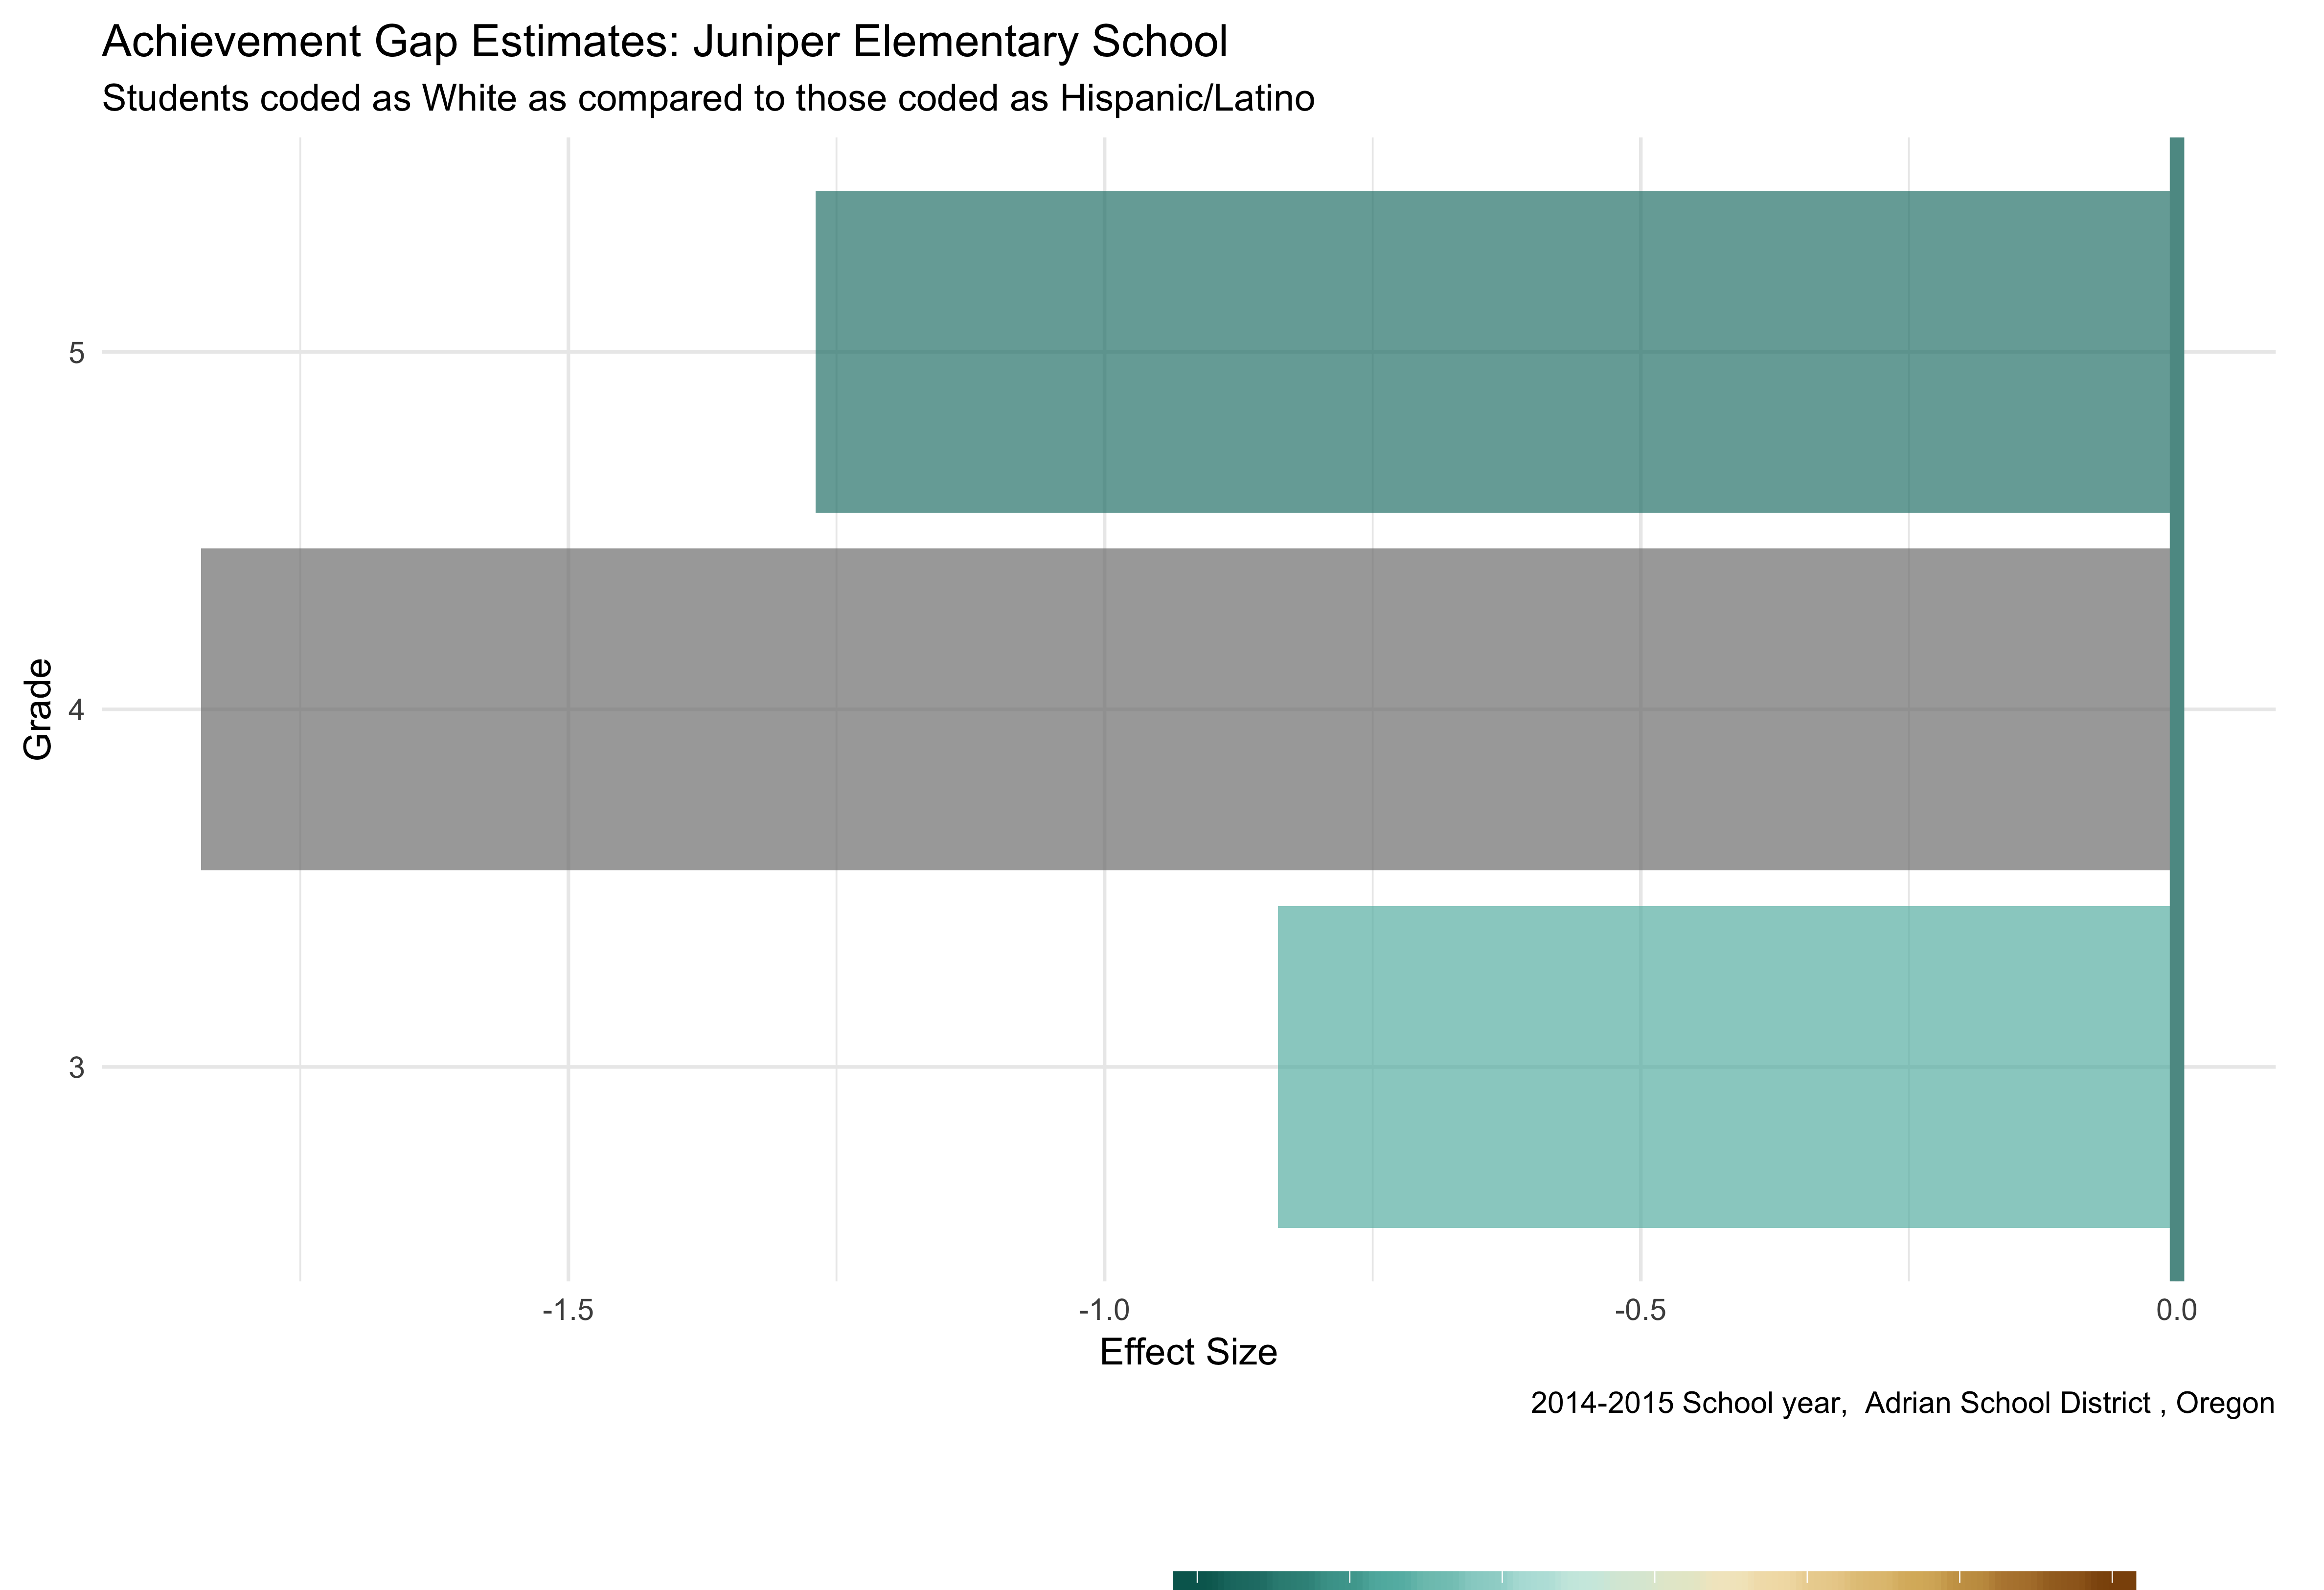 Achievement Gap Estimates: Juniper Elementary School
Students coded as White as compared to those coded as Hispanic/Latino
5
4
3
Grade
-1.5 -1.0 -0.5 0.0
Effect Size
2014-2015 School year,  Adrian School District , Oregon